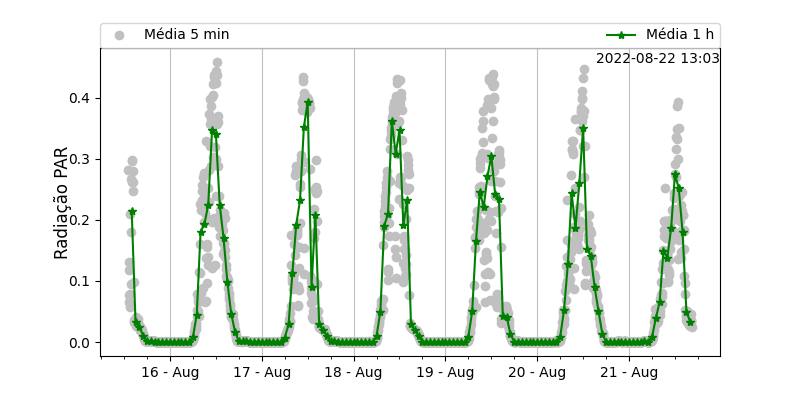 Média 5 min
Média 1 h
2022-08-22 13:03
Radiação PAR
0.4
0.3
0.2
0.1
0.0
16 - Aug
17 - Aug
18 - Aug
19 - Aug
20 - Aug
21 - Aug